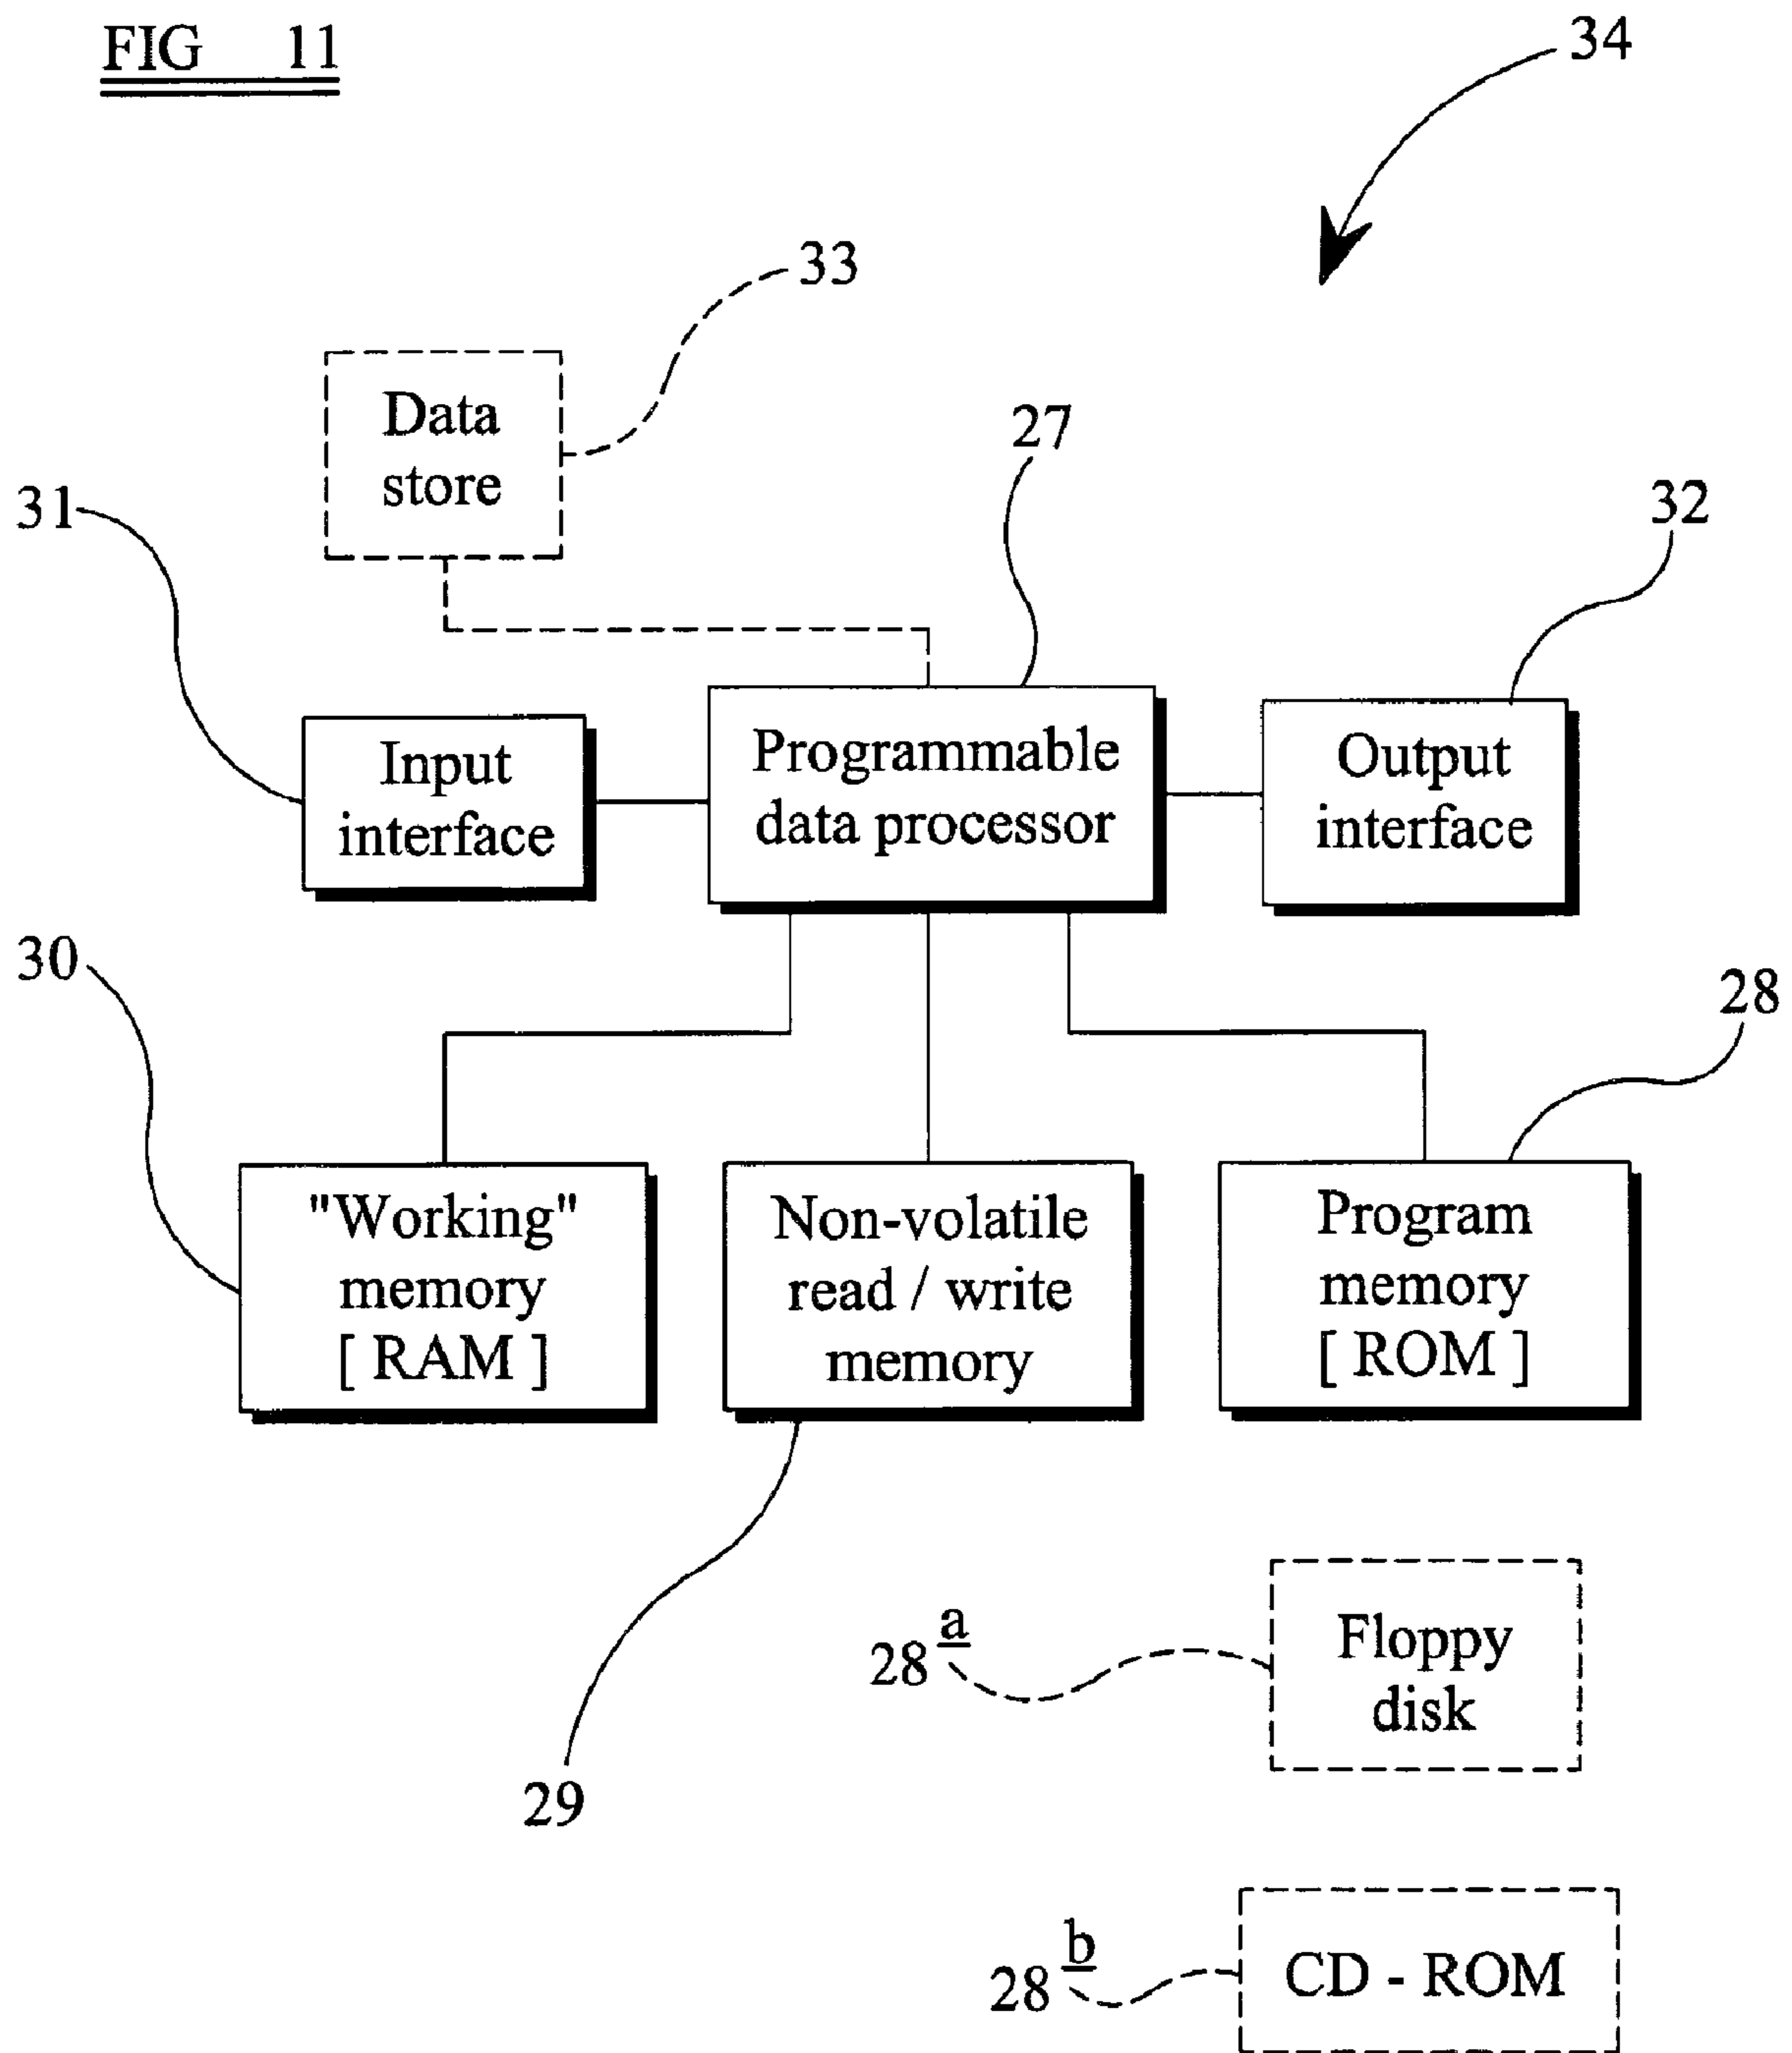 FIG 11
34
33
Data
store
27
31
32
Input
interface
Programmable
data processor
Output
interface
30
28
"Working"
memory
[ RAM ]
Non-volatile
read / write
memory
Program
memory
[ ROM ]
28a
Floppy
disk
29
28b
CD - ROM